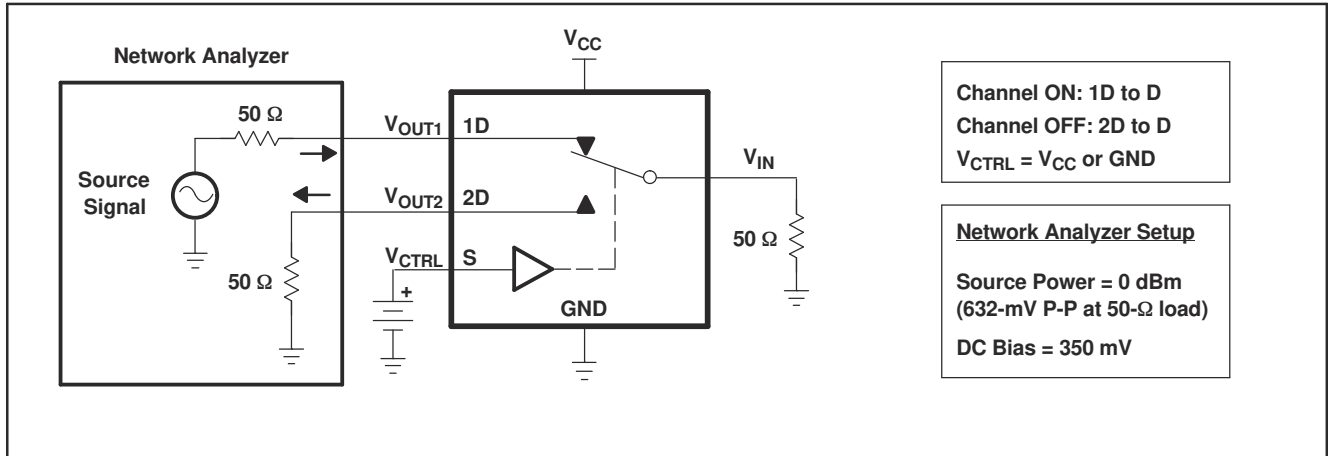 Network Analyzer
V_CC
50 Ω
V_OUT1 1D
V_IN
Source
Signal
V_OUT2 2D
50 Ω
50 Ω
V_CTRL S
+
GND
Channel ON: 1D to D
Channel OFF: 2D to D
V_CTRL = V_CC or GND
Network Analyzer Setup
Source Power = 0 dBm
(632-mV P-P at 50-Ω load)
DC Bias = 350 mV